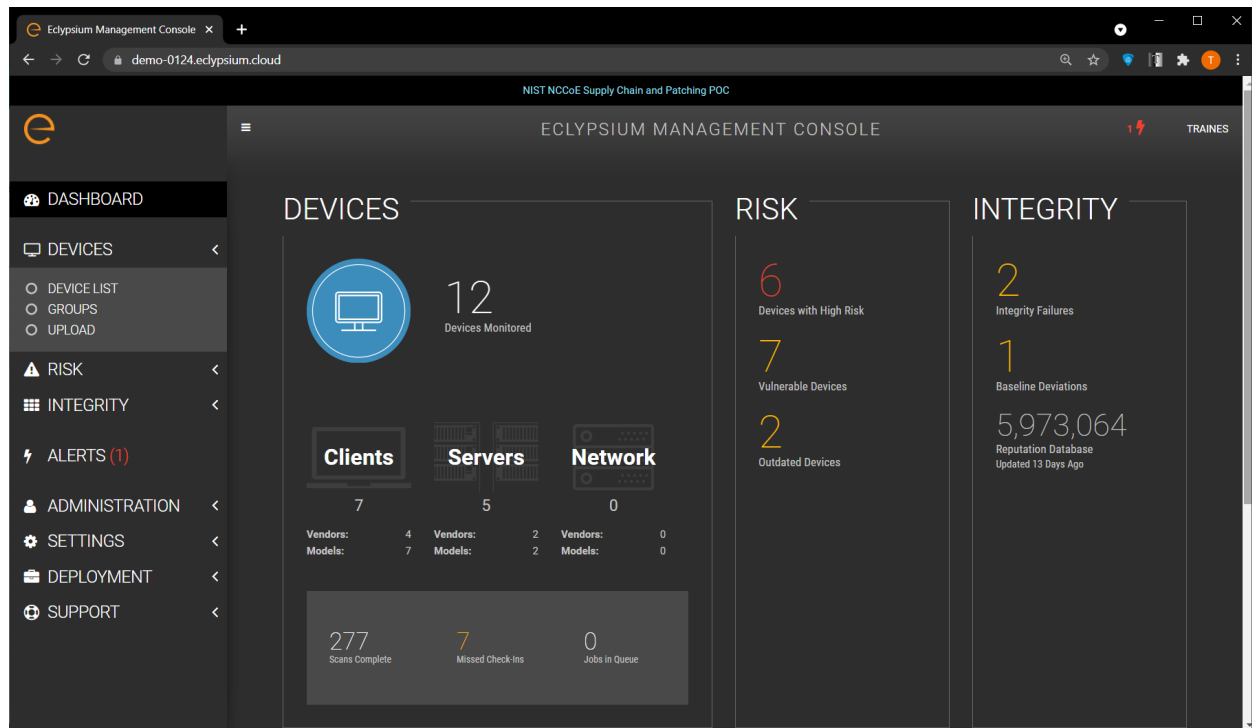 Eclypsium Management Console
demo-0124.eclypsium.cloud
T
NIST NCCoE Supply Chain and Patching POC
e
ECLYPSIUM MANAGEMENT CONSOLE
1
TRAINES
DASHBOARD
DEVICES
DEVICE LIST
GROUPS
UPLOAD
RISK
INTEGRITY
ALERTS (1)
ADMINISTRATION
SETTINGS
DEPLOYMENT
SUPPORT
DEVICES
12
Devices Monitored
Clients Servers Network
7 5 0
Vendors: 4 Vendors: 2 Vendors: 0
Models: 7 Models: 2 Models: 0
277 7 0
Scans Complete Missed Check-Ins Jobs in Queue
RISK
6
Devices with High Risk
7
Vulnerable Devices
2
Outdated Devices
INTEGRITY
2
Integrity Failures
1
Baseline Deviations
5,973,064
Reputation Database
Updated 13 Days Ago